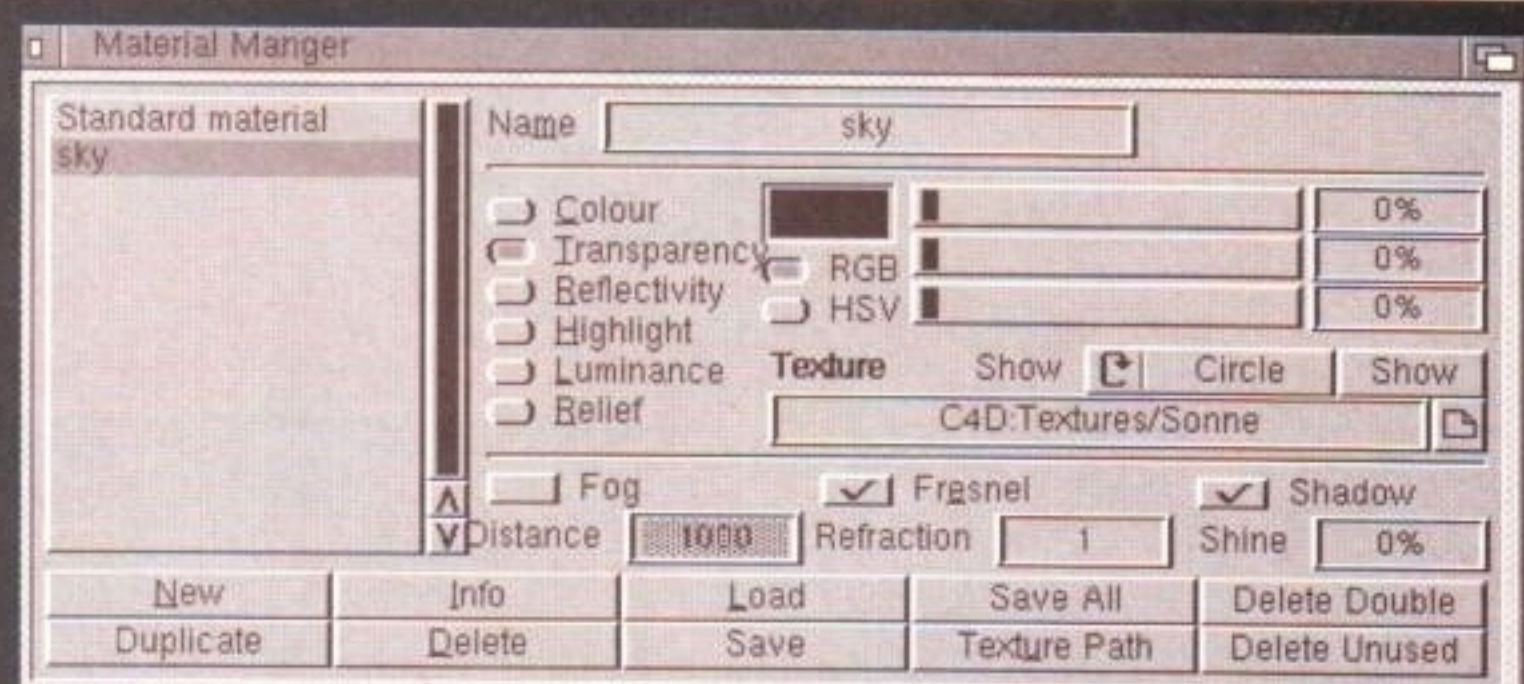 Material Manger
Standard material
sky
Name sky
Colour 0%
Transparency
RGB 0%
Reflectivity
HSV 0%
Highlight
Luminance
Texture Show Circle Show
Relief
C4D:Textures/Sonne
Fog Fresnel Shadow
Distance 1000 Refraction 1 Shine 0%
New Info Load Save All Delete Double
Duplicate Delete Save Texture Path Delete Unused